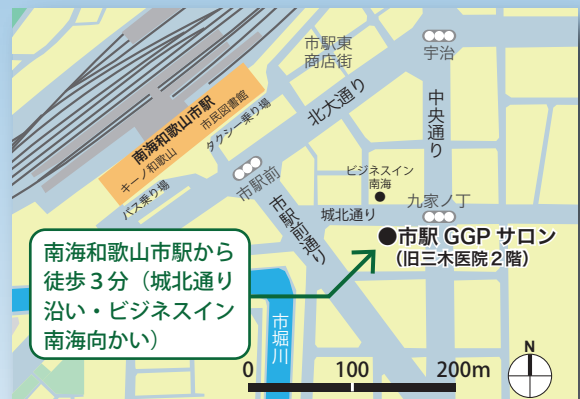 市駅東
商店街
宇治
南海和歌山市駅
キーノ和歌山
市民図書館
タクシー乗り場
バス乗り場
北大通り
中央通り
市駅前
ビジネスイン
南海
九家ノ丁
城北通り
市駅前通り
●市駅 GGP サロン
(旧三木医院2階)
南海和歌山市駅から
徒歩3分(城北通り
沿い・ビジネスイン
南海向かい)
市堀川
0 100 200m
N